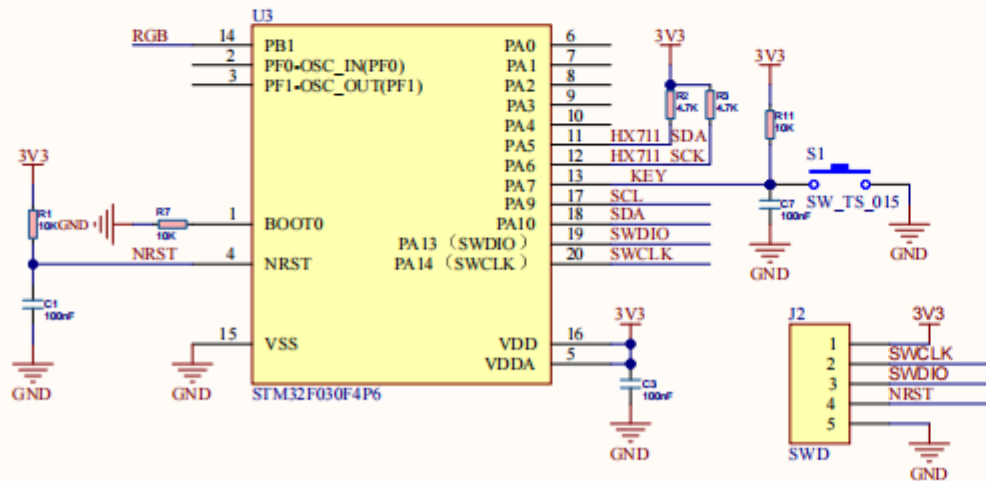 U3
RGB 14 PB1
2 PF0-OSC_IN(PF0)
3 PF1-OSC_OUT(PF1)
3V3
R1
10K
GND
R7
10K
1 BOOT0
NRST 4 NRST
C1
100nF
GND
15 VSS
GND
STM32F030F4P6
PA0 6
PA1 7
PA2 8
PA3 9
PA4 10
PA5 11 HX711_SDA
PA6 12 HX711_SCK
PA7 13 KEY
PA9 17 SCL
PA10 18 SDA
PA13（SWDIO） 19 SWDIO
PA14（SWCLK） 20 SWCLK
VDD 16
VDDA 5
3V3
R2
4.7K
R3
4.7K
3V3
R11
10K
S1
SW_TS_015
C7
100nF
GND
GND
3V3
C3
100nF
GND
J2
1 3V3
2 SWCLK
3 SWDIO
4 NRST
5
SWD
GND